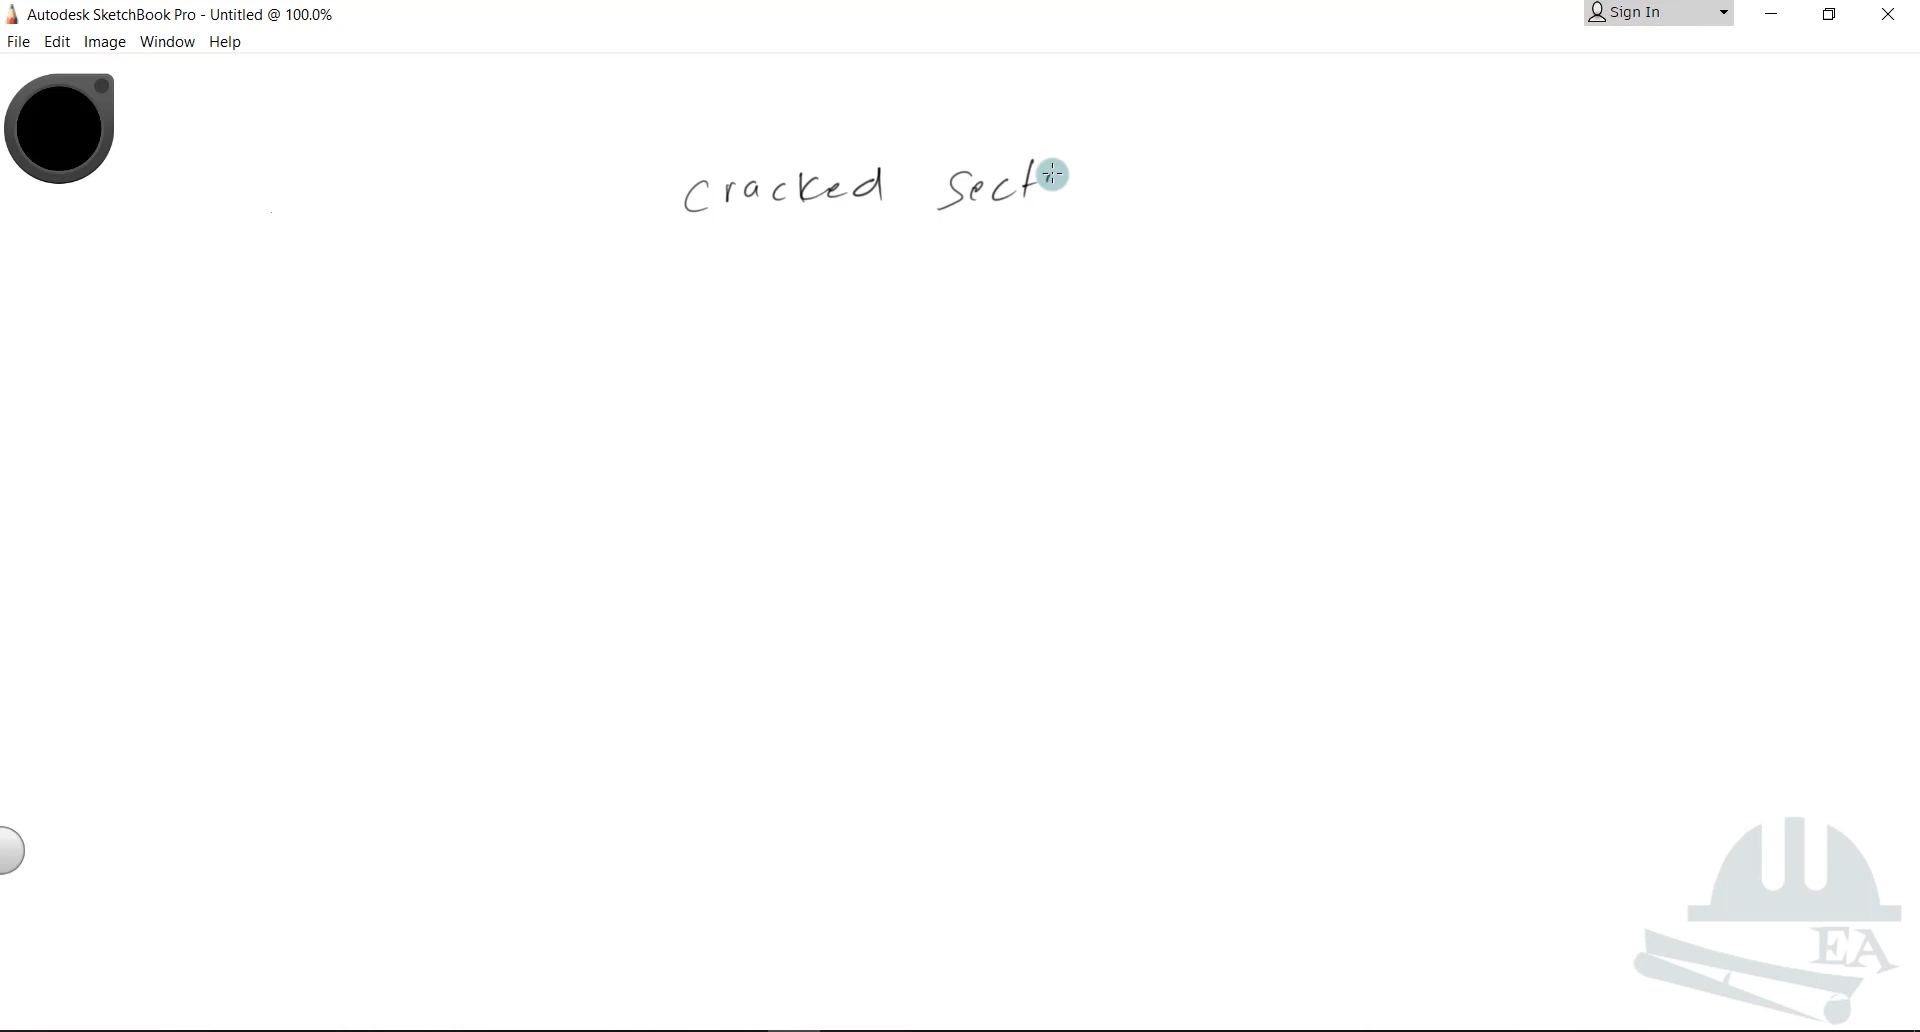 Autodesk SketchBook Pro - Untitled @ 100.0%
Sign In
File Edit Image Window Help
cracked Sect
EA